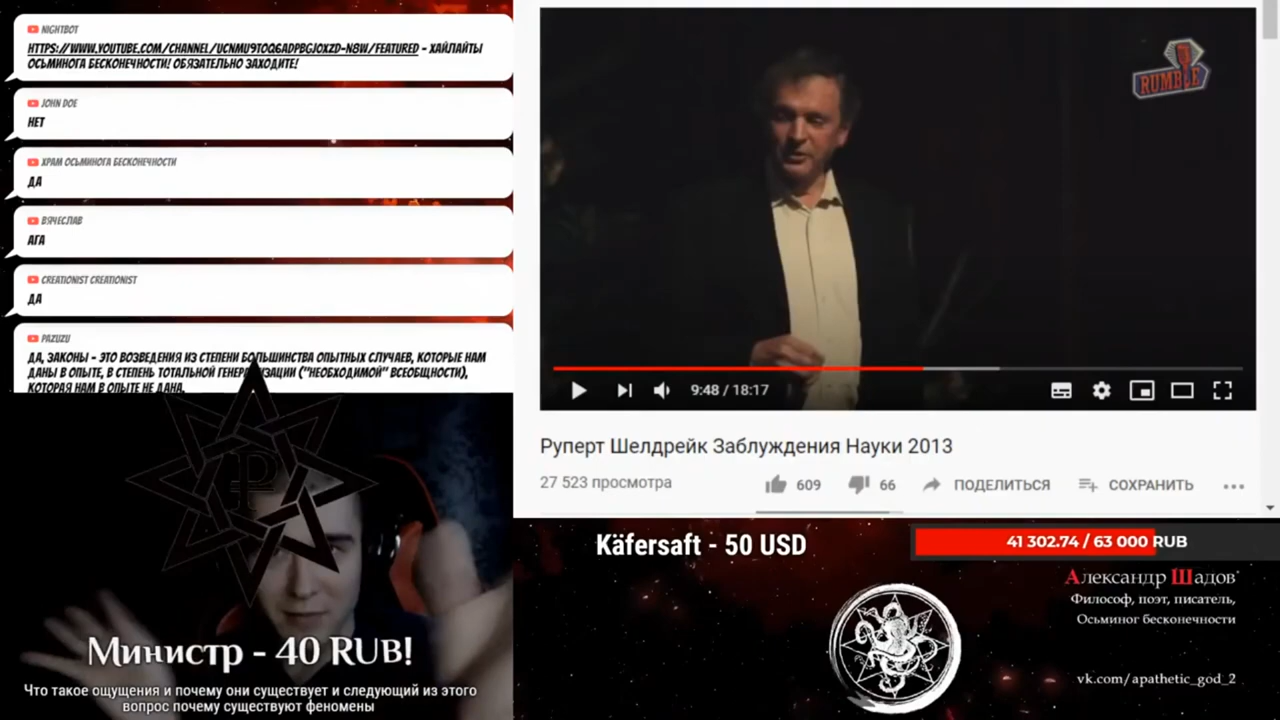 NIGHTBOT
HTTPS://WWW.YOUTUBE.COM/CHANNEL/UCNMU9TOQ6ADPBGJOXZD-N8W/FEATURED - ХАЙЛАЙТЫ
ОСЬМИНОГА БЕСКОНЕЧНОСТИ! ОБЯЗАТЕЛЬНО ЗАХОДИТЕ!
JOHN DOE
НЕТ
ХРАМ ОСЬМИНОГА БЕСКОНЕЧНОСТИ
ДА
ВЯЧЕСЛАВ
АГА
CREATIONIST CREATIONIST
ДА
PAZUZU
ДА, ЗАКОНЫ - ЭТО ВОЗВЕДЕНИЯ ИЗ СТЕПЕНИ БОЛЬШИНСТВА ОПЫТНЫХ СЛУЧАЕВ, КОТОРЫЕ НАМ
ДАНЫ В ОПЫТЕ, В СТЕПЕНЬ ТОТАЛЬНОЙ ГЕНЕРАЛИЗАЦИИ ("НЕОБХОДИМОЙ" ВСЕОБЩНОСТИ),
КОТОРАЯ НАМ В ОПЫТЕ НЕ ДАНА.
Министр - 40 RUB!
Что такое ощущения и почему они существует и следующий из этого
вопрос почему существуют феномены
RUMBLE
9:48 / 18:17
Руперт Шелдрейк Заблуждения Науки 2013
27 523 просмотра
609
66
ПОДЕЛИТЬСЯ
СОХРАНИТЬ
Käfersaft - 50 USD
41 302.74 / 63 000 RUB
Александр Шадов
Философ, поэт, писатель,
Осьминог бесконечности
vk.com/apathetic_god_2